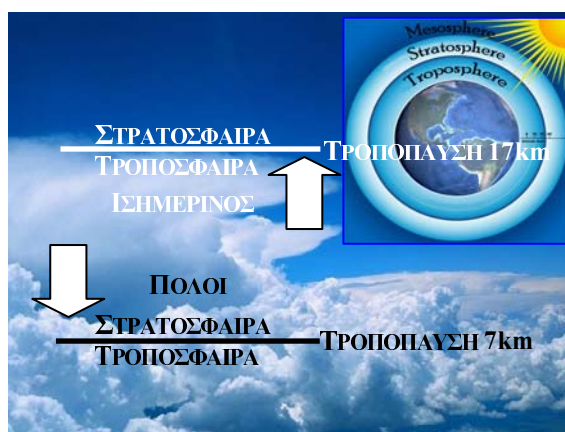 Mesosphere
Stratosphere
Troposphere
ΣΤΡΑΤΟΣΦΑΙΡΑ
ΤΡΟΠΟΠΑΥΣΗ 17km
ΤΡΟΠΟΣΦΑΙΡΑ
ΙΣΗΜΕΡΙΝΟΣ
ΠΟΛΟΙ
ΣΤΡΑΤΟΣΦΑΙΡΑ
ΤΡΟΠΟΠΑΥΣΗ 7km
ΤΡΟΠΟΣΦΑΙΡΑ